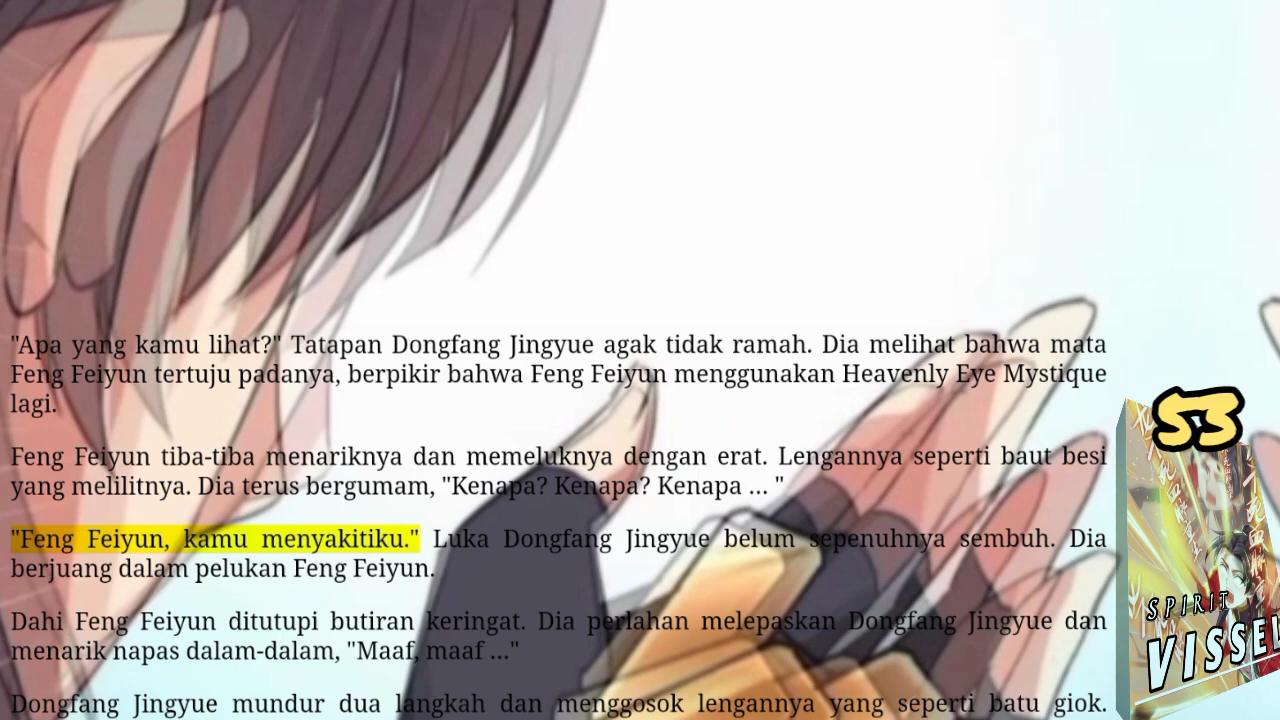 "Apa yang kamu lihat?" Tatapan Dongfang Jingyue agak tidak ramah. Dia melihat bahwa mata
Feng Feiyun tertuju padanya, berpikir bahwa Feng Feiyun menggunakan Heavenly Eye Mystique
lagi.
Feng Feiyun tiba-tiba menariknya dan memeluknya dengan erat. Lengannya seperti baut besi
yang melilitnya. Dia terus bergumam, "Kenapa? Kenapa? Kenapa ... "
"Feng Feiyun, kamu menyakitiku." Luka Dongfang Jingyue belum sepenuhnya sembuh. Dia
berjuang dalam pelukan Feng Feiyun.
Dahi Feng Feiyun ditutupi butiran keringat. Dia perlahan melepaskan Dongfang Jingyue dan
menarik napas dalam-dalam, "Maaf, maaf ..."
Dongfang Jingyue mundur dua langkah dan menggosok lengannya yang seperti batu giok.
53
SPIRIT
VISSEL